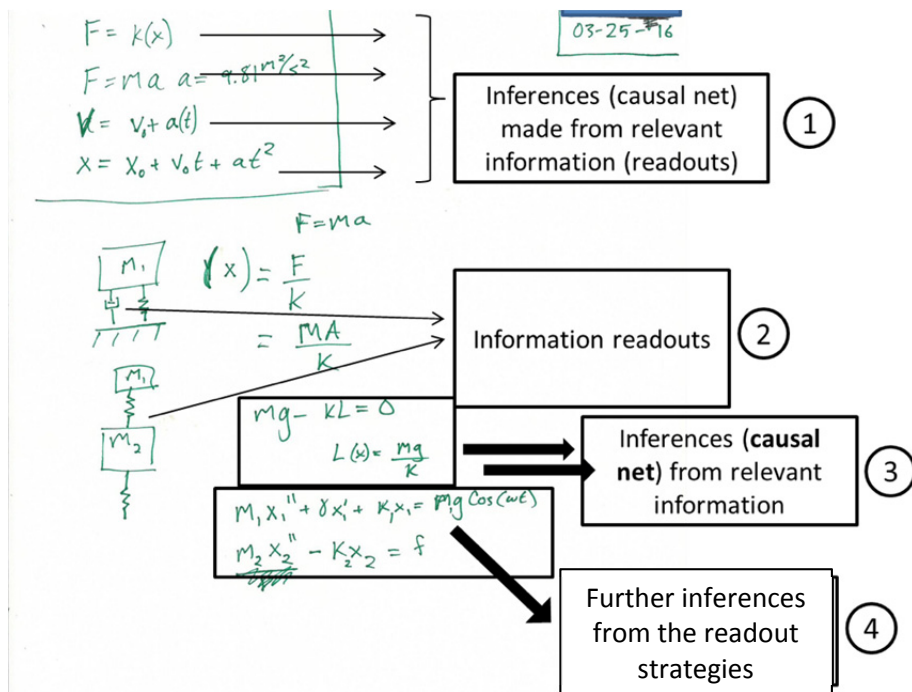 03-25-16
F = k(x)
F = ma a = 9.81 m/s²
V = v₀ + a(t)
x = x₀ + v₀t + at²
Inferences (causal net)
made from relevant
information (readouts)
1
F = ma
M₁
(x) = F/K
= MA/K
Information readouts
2
M₁
M₂
mg - KL = 0
L(x) = mg/K
Inferences (causal
net) from relevant
information
3
M₁x₁'' + γx₁' + K₁x₁ = M₁g Cos(ωt)
m₂x₂'' - K₂x₂ = f
Further inferences
from the readout
strategies
4